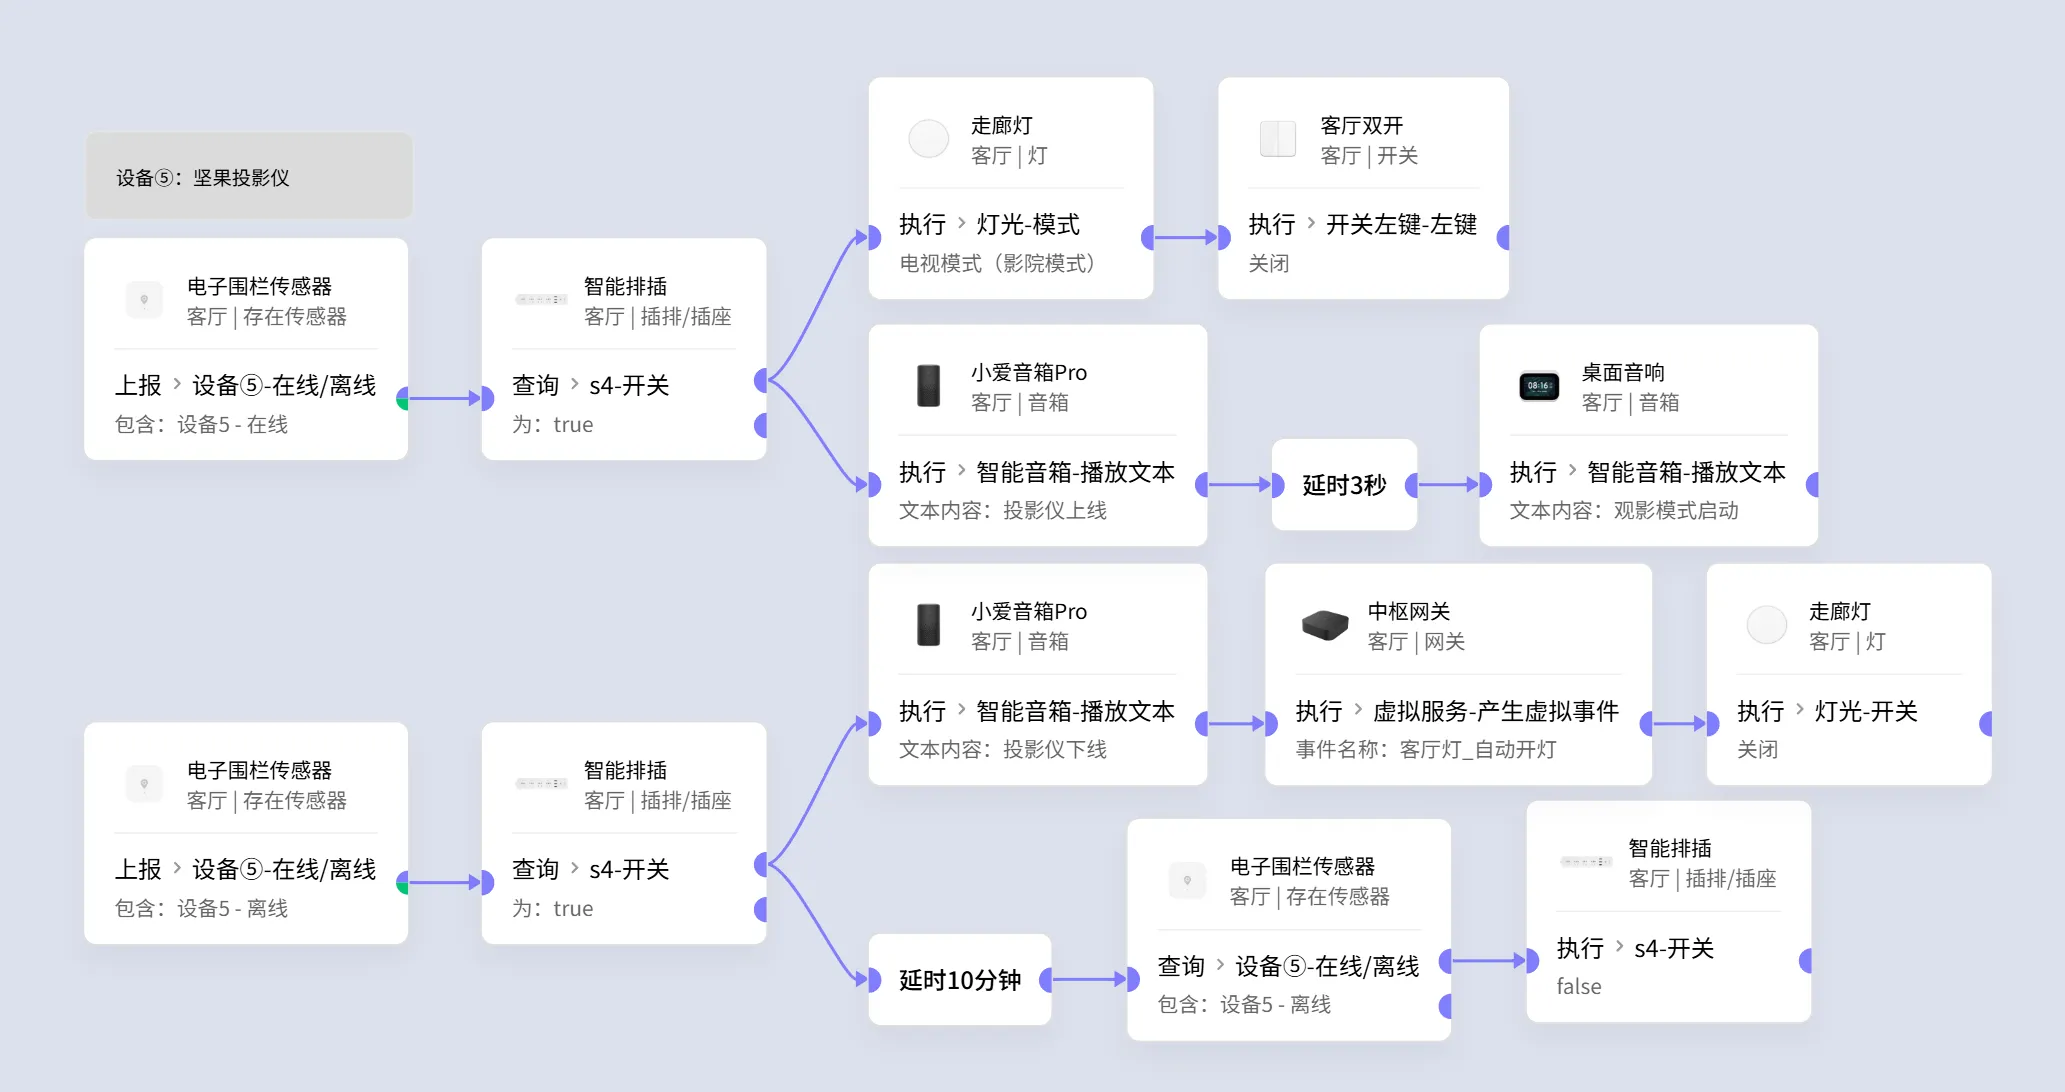 设备⑤：坚果投影仪
电子围栏传感器
客厅 | 存在传感器
上报 › 设备⑤-在线/离线
包含：设备5 - 在线
智能排插
客厅 | 插排/插座
查询 › s4-开关
为：true
走廊灯
客厅 | 灯
执行 › 灯光-模式
电视模式（影院模式）
客厅双开
客厅 | 开关
执行 › 开关左键-左键
关闭
小爱音箱Pro
客厅 | 音箱
执行 › 智能音箱-播放文本
文本内容：投影仪上线
延时3秒
08:16
桌面音响
客厅 | 音箱
执行 › 智能音箱-播放文本
文本内容：观影模式启动
电子围栏传感器
客厅 | 存在传感器
上报 › 设备⑤-在线/离线
包含：设备5 - 离线
智能排插
客厅 | 插排/插座
查询 › s4-开关
为：true
小爱音箱Pro
客厅 | 音箱
执行 › 智能音箱-播放文本
文本内容：投影仪下线
中枢网关
客厅 | 网关
执行 › 虚拟服务-产生虚拟事件
事件名称：客厅灯_自动开灯
走廊灯
客厅 | 灯
执行 › 灯光-开关
关闭
延时10分钟
电子围栏传感器
客厅 | 存在传感器
查询 › 设备⑤-在线/离线
包含：设备5 - 离线
智能排插
客厅 | 插排/插座
执行 › s4-开关
false